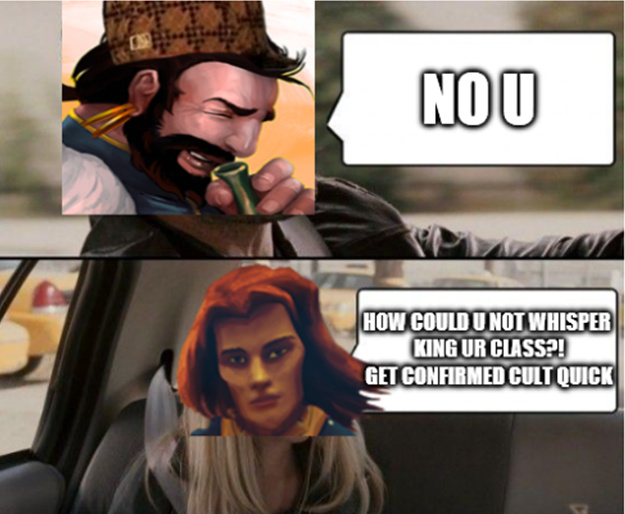 NO U
HOW COULD U NOT WHISPER
KING UR CLASS?!
GET CONFIRMED CULT QUICK